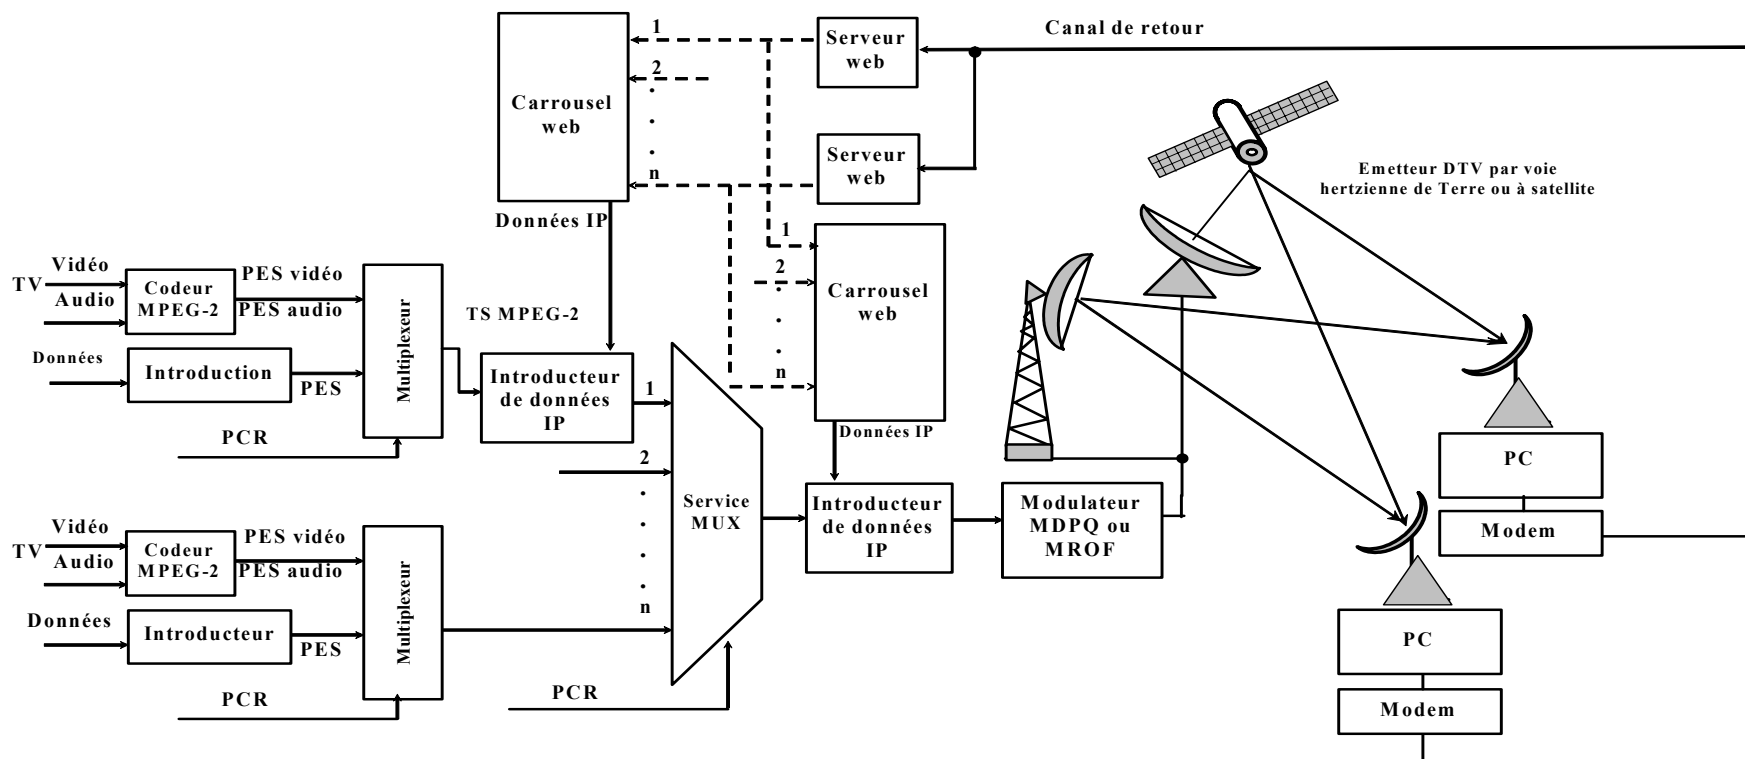 Canal de retour
1
Serveur
web
2
Carrousel
web
Serveur
web
n
Emetteur DTV par voie
hertzienne de Terre ou à satellite
Données IP
1
2
Carrousel
web
n
Données IP
Vidéo
TV
Audio
Codeur
MPEG-2
PES vidéo
PES audio
Données
Introduction
PES
Multiplexeur
PCR
TS MPEG-2
Introducteur
de données
IP
1
2
n
Service
MUX
PCR
Introducteur
de données
IP
Modulateur
MDPQ ou
MROF
PC
Modem
PC
Modem
Vidéo
TV
Audio
Codeur
MPEG-2
PES vidéo
PES audio
Données
Introducteur
PES
Multiplexeur
PCR